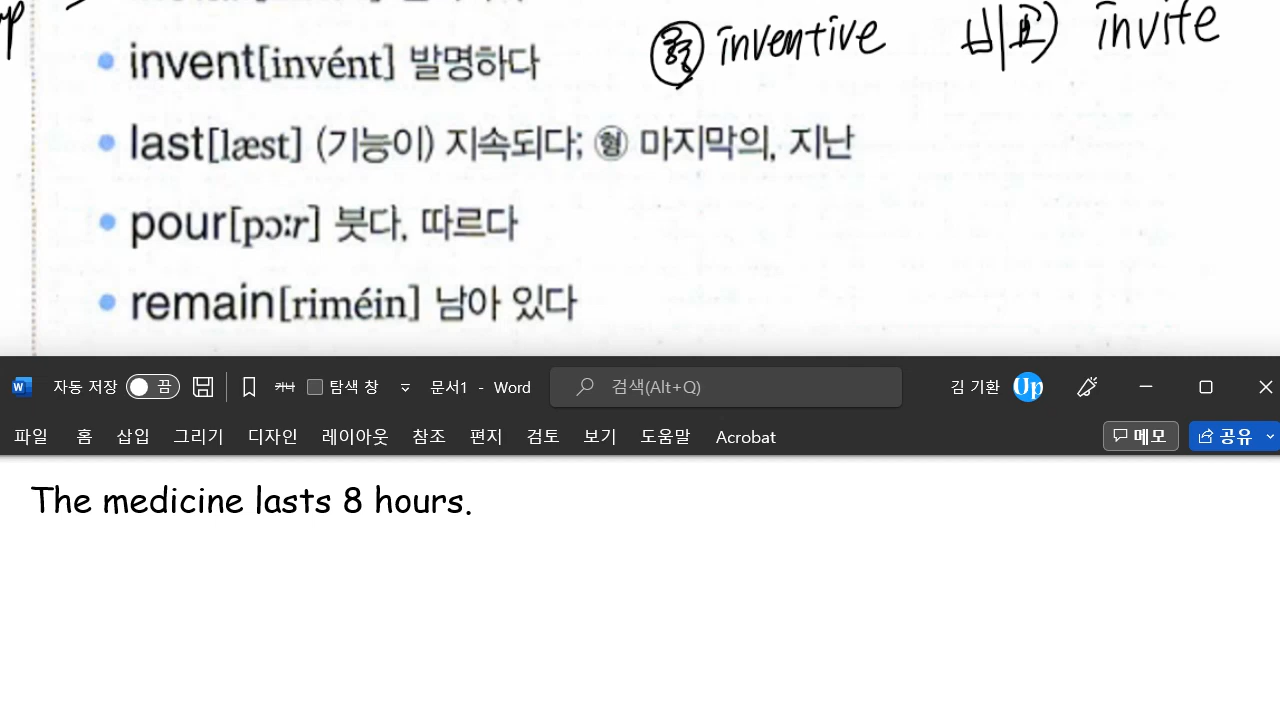 invent[invént] 발명하다 형 inventive 비교) invite
last[læst] (기능이) 지속되다; 형 마지막의, 지난
pour[pɔːr] 붓다, 따르다
remain[riméin] 남아 있다
자동 저장 끔 가나 탐색 창 문서1 - Word 검색(Alt+Q) 김 기환 Up
파일 홈 삽입 그리기 디자인 레이아웃 참조 편지 검토 보기 도움말 Acrobat 메모 공유
The medicine lasts 8 hours.